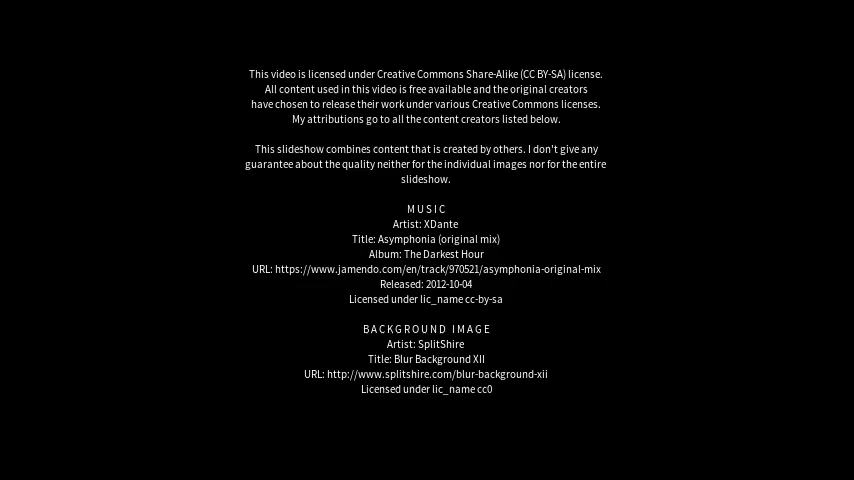 This video is licensed under Creative Commons Share-Alike (CC BY-SA) license.
All content used in this video is free available and the original creators
have chosen to release their work under various Creative Commons licenses.
My attributions go to all the content creators listed below.
This slideshow combines content that is created by others. I don't give any
guarantee about the quality neither for the individual images nor for the entire
slideshow.
MUSIC
Artist: XDante
Title: Asymphonia (original mix)
Album: The Darkest Hour
URL: https://www.jamendo.com/en/track/970521/asymphonia-original-mix
Released: 2012-10-04
Licensed under lic_name cc-by-sa
BACKGROUND IMAGE
Artist: SplitShire
Title: Blur Background XII
URL: http://www.splitshire.com/blur-background-xii
Licensed under lic_name cc0